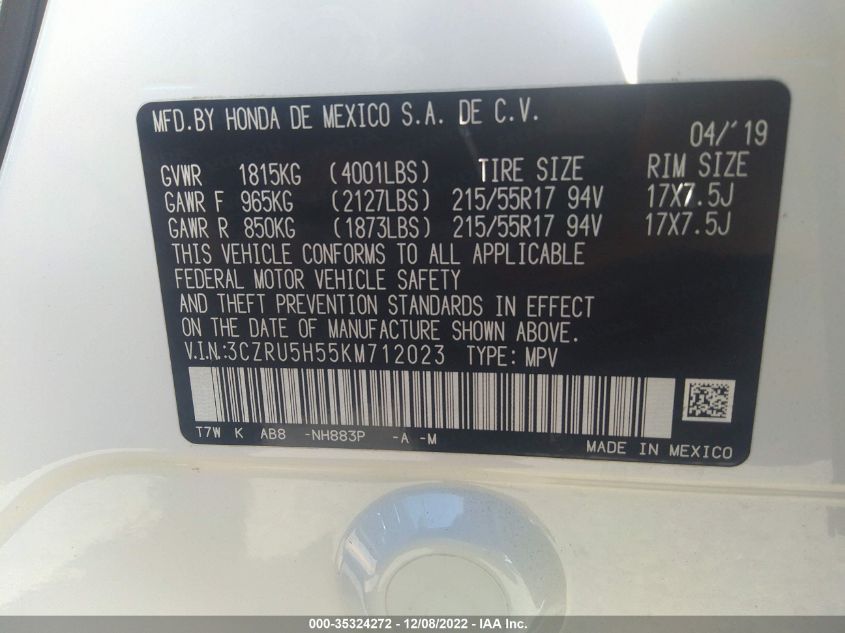 MFD.BY HONDA DE MEXICO S.A. DE C.V.
04/'19
GVWR 1815KG (4001LBS) TIRE SIZE RIM SIZE
GAWR F 965KG (2127LBS) 215/55R17 94V 17X7.5J
GAWR R 850KG (1873LBS) 215/55R17 94V 17X7.5J
THIS VEHICLE CONFORMS TO ALL APPLICABLE
FEDERAL MOTOR VEHICLE SAFETY
AND THEFT PREVENTION STANDARDS IN EFFECT
ON THE DATE OF MANUFACTURE SHOWN ABOVE.
V.I.N.:3CZRU5H55KM712023 TYPE: MPV
T7W K AB8 -NH883P -A -M
MADE IN MEXICO
000-35324272 - 12/08/2022 - IAA Inc.